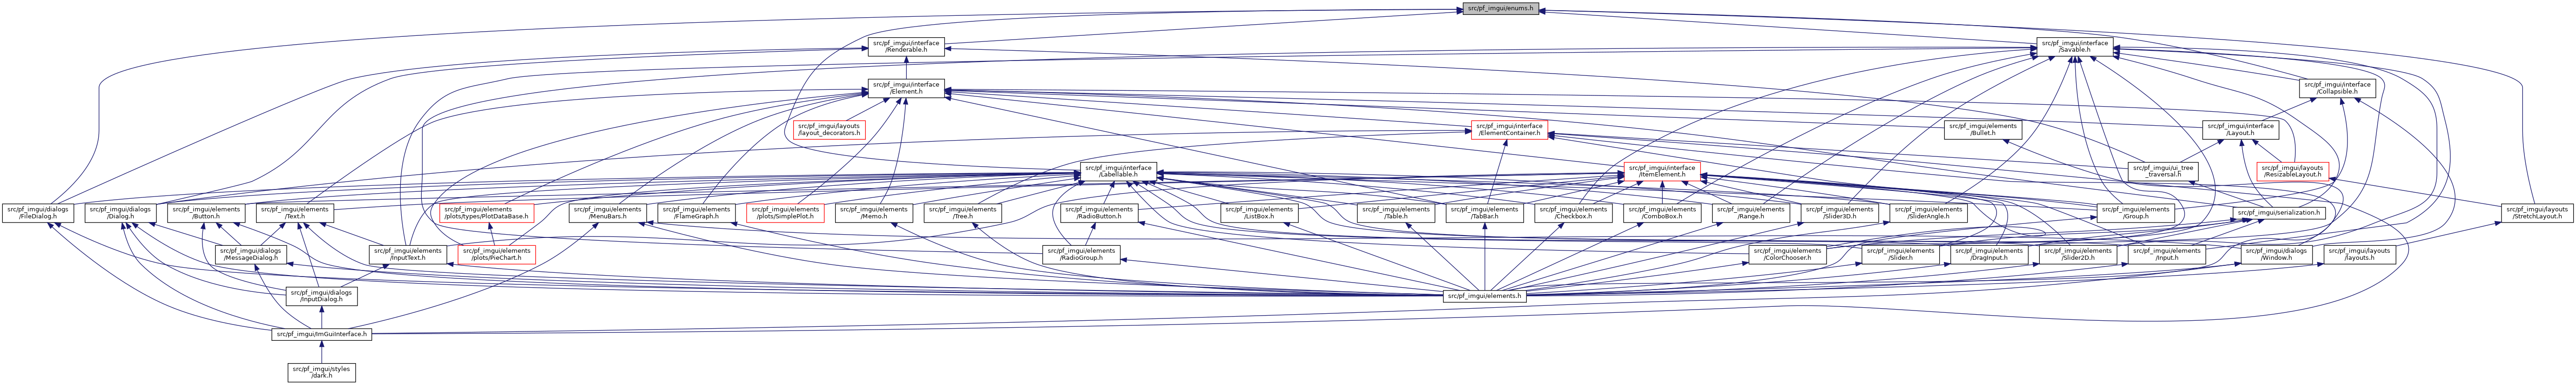 src/pf_imgui/enums.h
src/pf_imgui/interface
/Renderable.h
src/pf_imgui/interface
/Savable.h
src/pf_imgui/interface
/Element.h
src/pf_imgui/interface
/Collapsible.h
src/pf_imgui/layouts
/layout_decorators.h
src/pf_imgui/interface
/ElementContainer.h
src/pf_imgui/elements
/Bullet.h
src/pf_imgui/interface
/Layout.h
src/pf_imgui/interface
/Labellable.h
src/pf_imgui/interface
/ItemElement.h
src/pf_imgui/ui_tree
_traversal.h
src/pf_imgui/layouts
/ResizableLayout.h
src/pf_imgui/dialogs
/FileDialog.h
src/pf_imgui/dialogs
/Dialog.h
src/pf_imgui/elements
/Button.h
src/pf_imgui/elements
/Text.h
src/pf_imgui/elements
/plots/types/PlotDataBase.h
src/pf_imgui/elements
/MenuBars.h
src/pf_imgui/elements
/FlameGraph.h
src/pf_imgui/elements
/plots/SimplePlot.h
src/pf_imgui/elements
/Memo.h
src/pf_imgui/elements
/Tree.h
src/pf_imgui/elements
/RadioButton.h
src/pf_imgui/elements
/ListBox.h
src/pf_imgui/elements
/Table.h
src/pf_imgui/elements
/TabBar.h
src/pf_imgui/elements
/Checkbox.h
src/pf_imgui/elements
/ComboBox.h
src/pf_imgui/elements
/Range.h
src/pf_imgui/elements
/Slider3D.h
src/pf_imgui/elements
/SliderAngle.h
src/pf_imgui/elements
/Group.h
src/pf_imgui/serialization.h
src/pf_imgui/layouts
/StretchLayout.h
src/pf_imgui/dialogs
/MessageDialog.h
src/pf_imgui/elements
/InputText.h
src/pf_imgui/elements
/plots/PieChart.h
src/pf_imgui/elements
/RadioGroup.h
src/pf_imgui/elements
/ColorChooser.h
src/pf_imgui/elements
/Slider.h
src/pf_imgui/elements
/DragInput.h
src/pf_imgui/elements
/Slider2D.h
src/pf_imgui/elements
/Input.h
src/pf_imgui/dialogs
/Window.h
src/pf_imgui/layouts
/layouts.h
src/pf_imgui/dialogs
/InputDialog.h
src/pf_imgui/elements.h
src/pf_imgui/ImGuiInterface.h
src/pf_imgui/styles
/dark.h